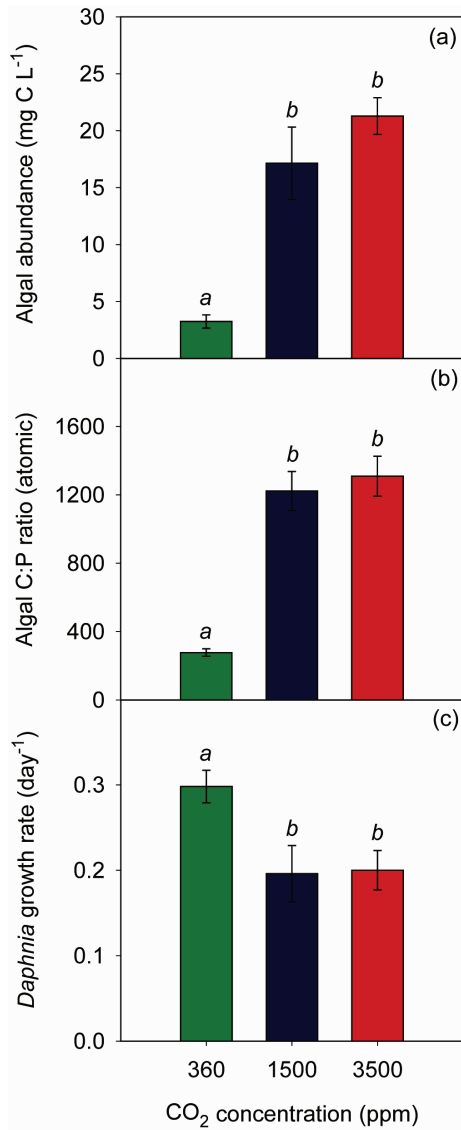 (a)
Algal abundance (mg C L⁻¹)
30
25
20
15
10
5
0
a
b
b
(b)
Algal C:P ratio (atomic)
1600
1200
800
400
0
a
b
b
(c)
Daphnia growth rate (day⁻¹)
0.3
0.2
0.1
0.0
a
b
b
360 1500 3500
CO₂ concentration (ppm)